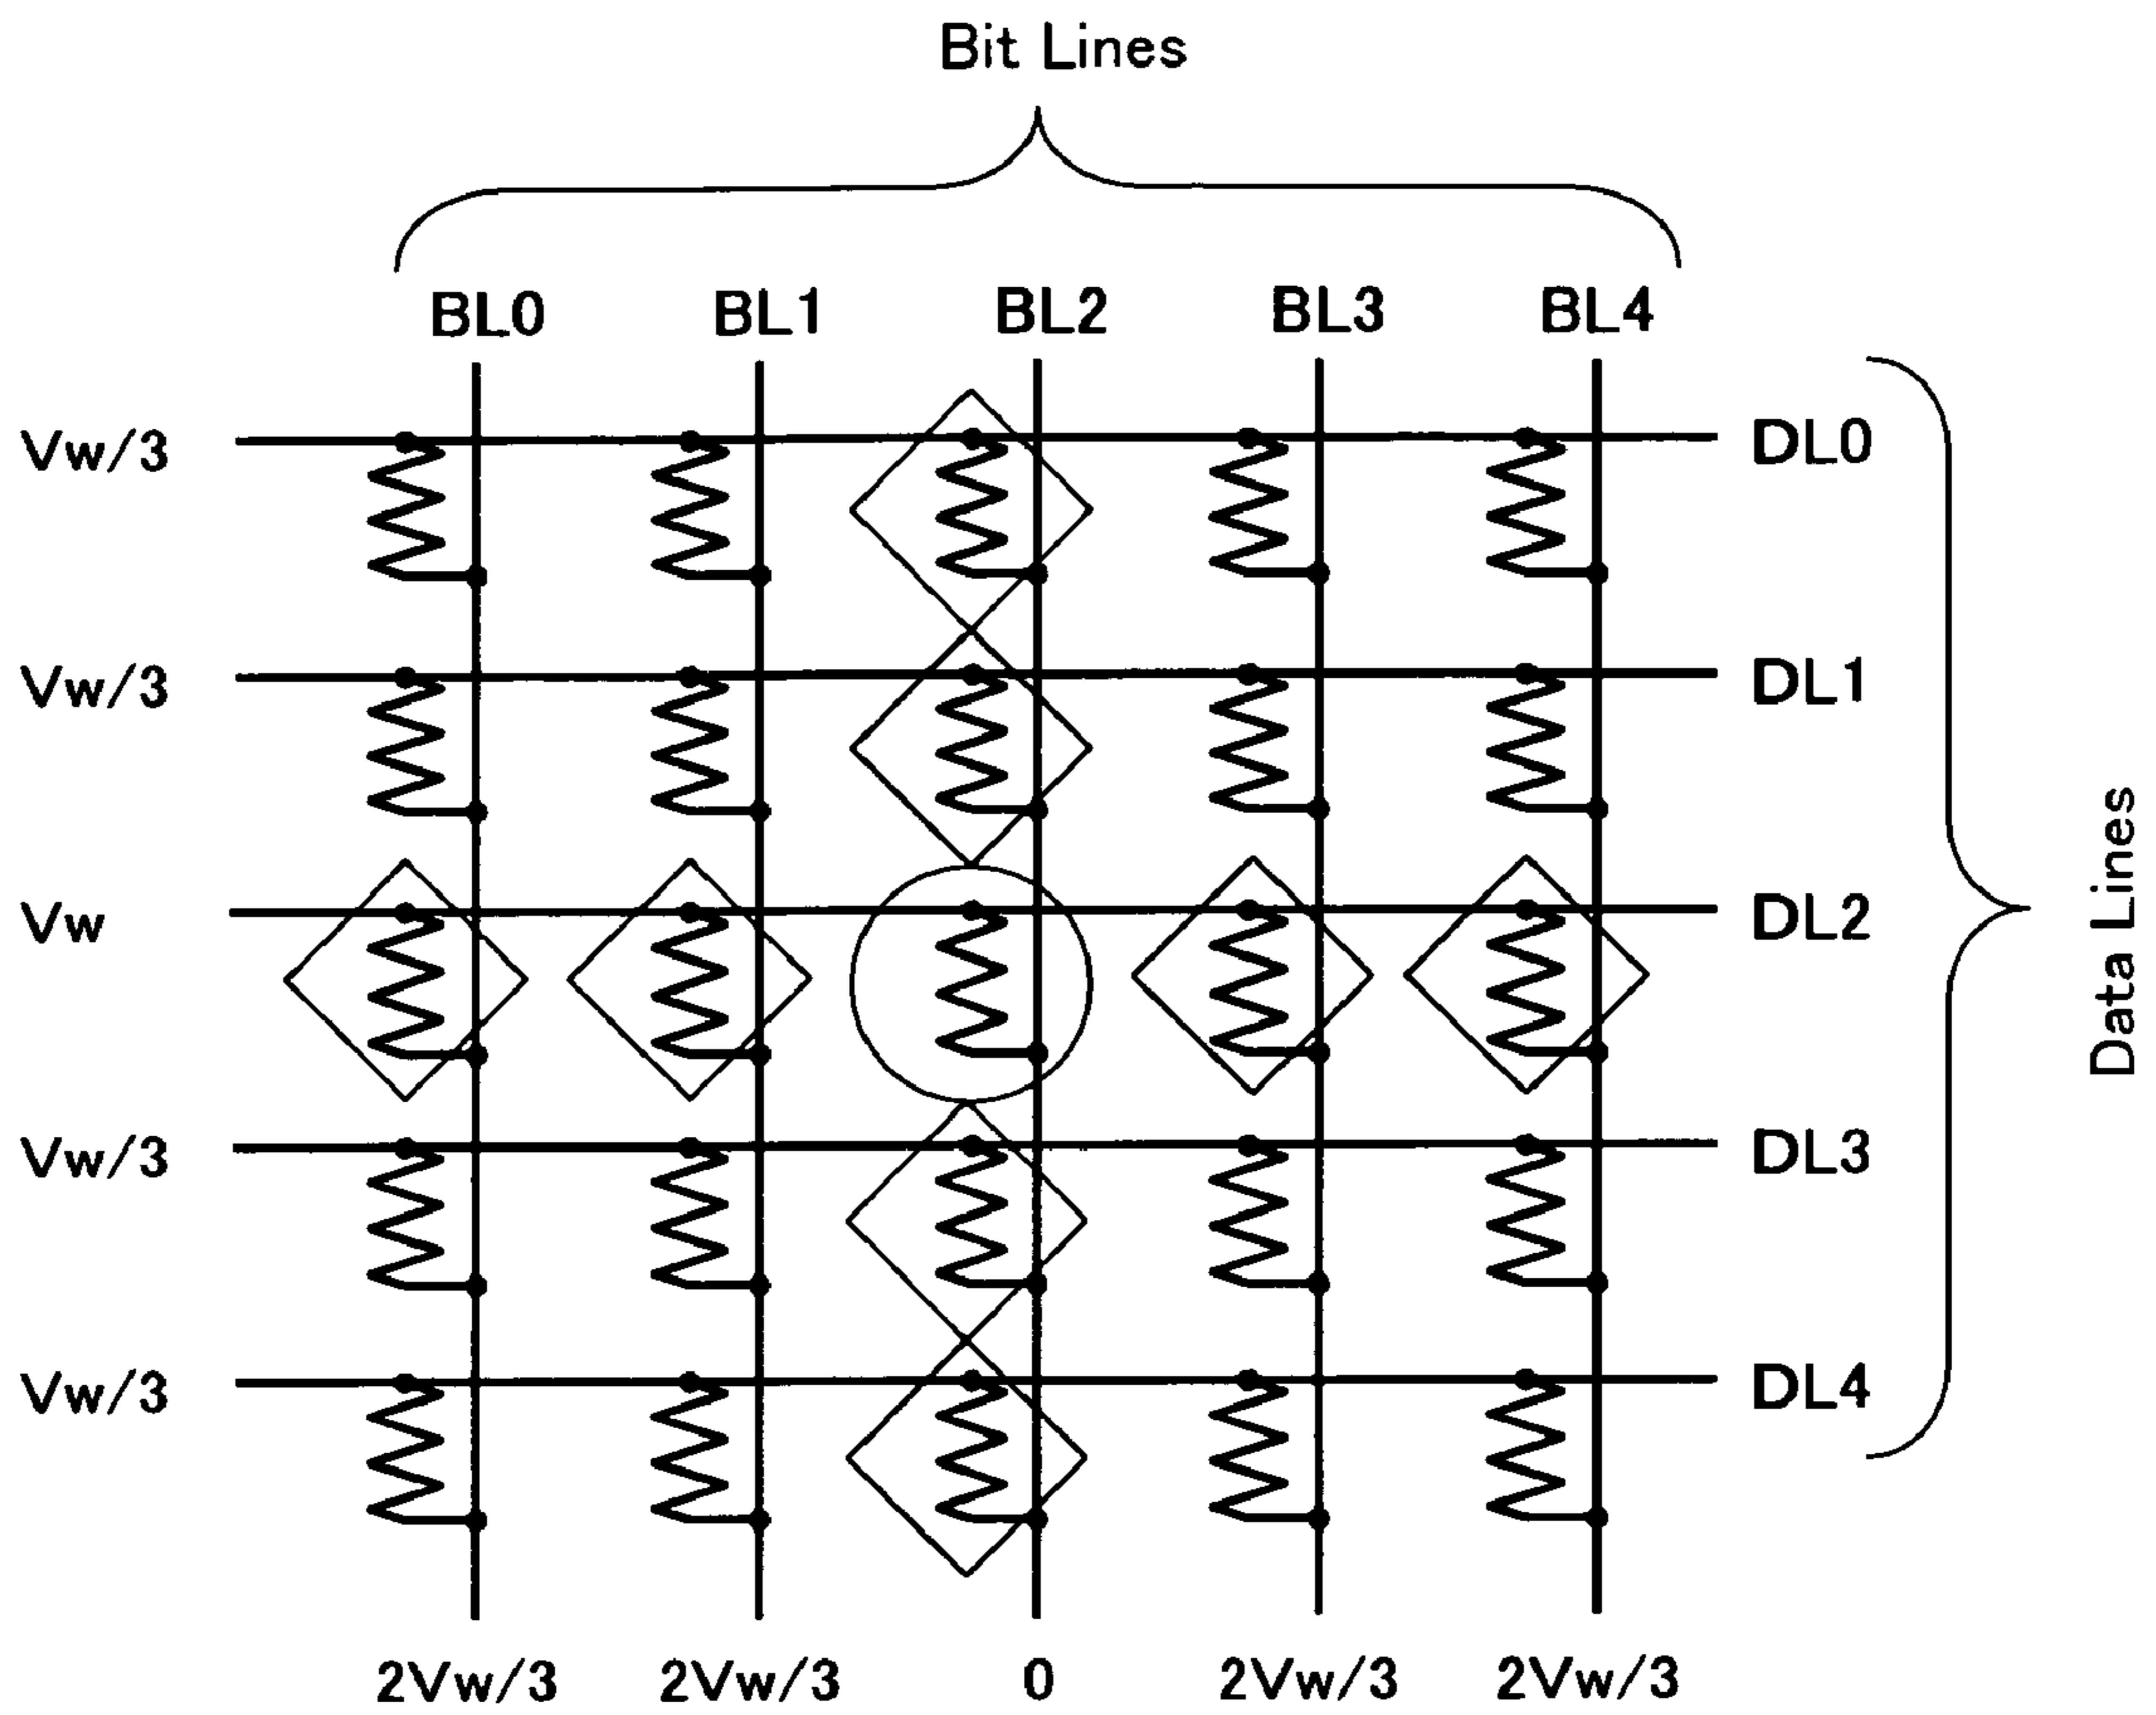 Bit Lines
BL0 BL1 BL2 BL3 BL4
Vw/3 DL0
Vw/3 DL1
Vw DL2
Vw/3 DL3
Vw/3 DL4
Data Lines
2Vw/3 2Vw/3 0 2Vw/3 2Vw/3